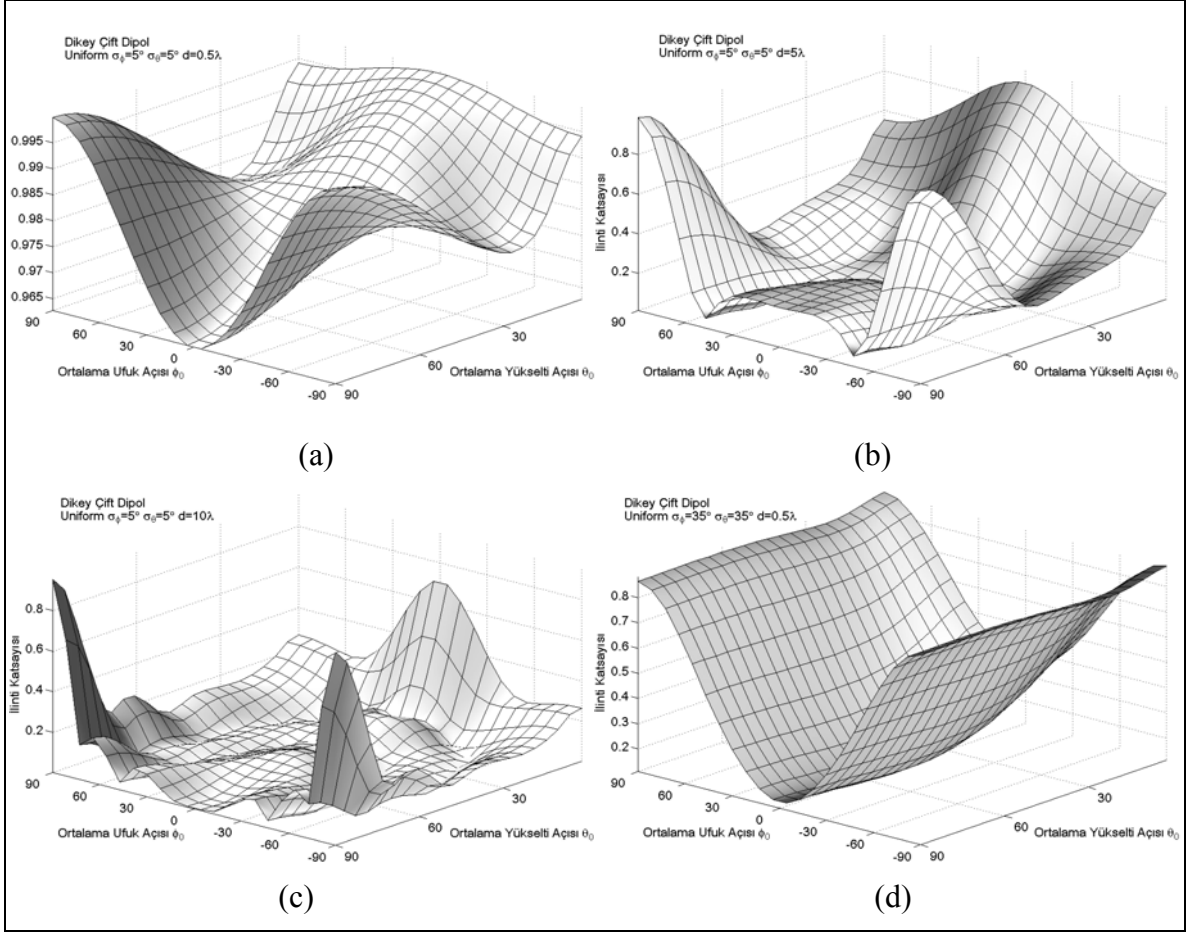 Dikey Çift Dipol
Uniform σϕ=5° σθ=5° d=0.5λ
0.995
0.99
0.985
0.98
0.975
0.97
0.965
90
60
30
0
-30
-60
-90
90
60
30
Ortalama Ufuk Açısı ϕ0
Ortalama Yükselti Açısı θ0
(a)
Dikey Çift Dipol
Uniform σϕ=5° σθ=5° d=5λ
İlinti Katsayısı
0.8
0.6
0.4
0.2
90
60
30
0
-30
-60
-90
90
60
30
Ortalama Ufuk Açısı ϕ0
Ortalama Yükselti Açısı θ0
(b)
Dikey Çift Dipol
Uniform σϕ=5° σθ=5° d=10λ
İlinti Katsayısı
0.8
0.6
0.4
0.2
90
60
30
0
-30
-60
-90
90
60
30
Ortalama Ufuk Açısı ϕ0
Ortalama Yükselti Açısı θ0
(c)
Dikey Çift Dipol
Uniform σϕ=35° σθ=35° d=0.5λ
İlinti Katsayısı
0.8
0.7
0.6
0.5
0.4
0.3
0.2
90
60
30
0
-30
-60
-90
90
60
30
Ortalama Ufuk Açısı ϕ0
Ortalama Yükselti Açısı θ0
(d)